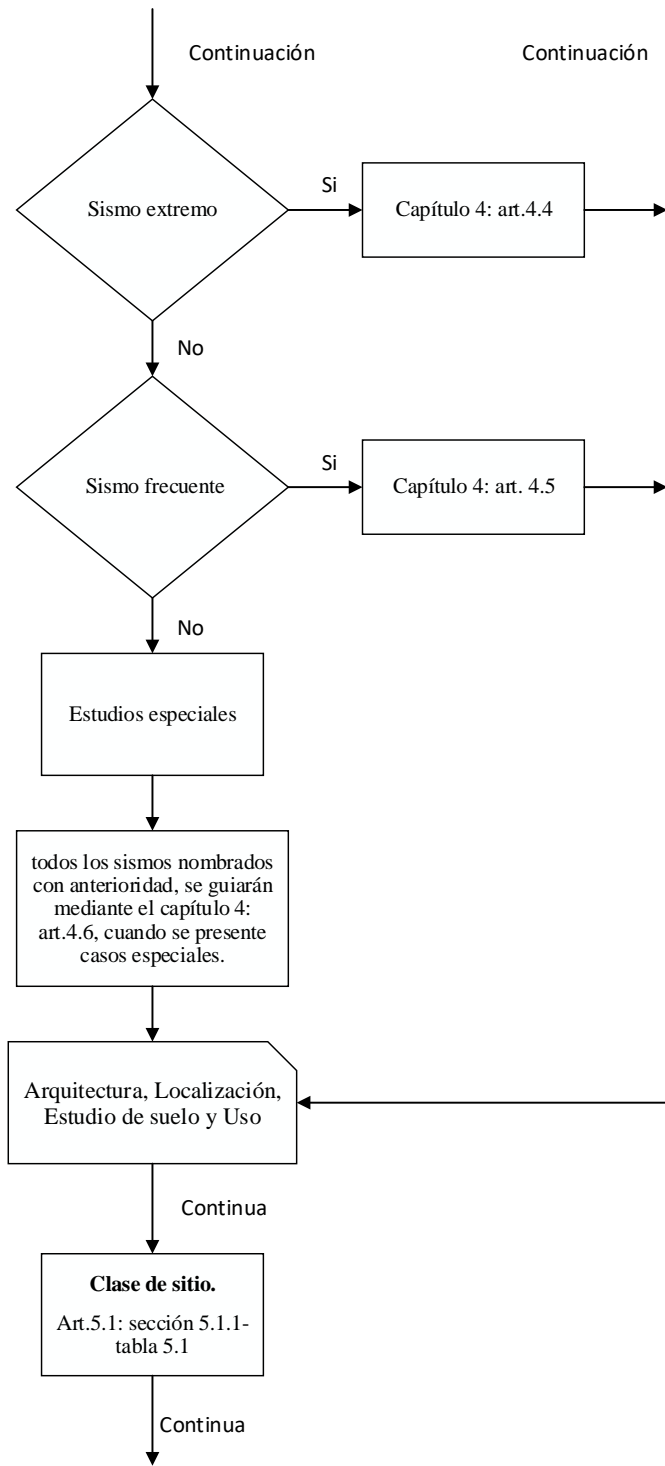 Continuación
Continuación
Sismo extremo
Si
Capítulo 4: art.4.4
No
Sismo frecuente
Si
Capítulo 4: art. 4.5
No
Estudios especiales
todos los sismos nombrados
con anterioridad, se guiarán
mediante el capítulo 4:
art.4.6, cuando se presente
casos especiales.
Arquitectura, Localización,
Estudio de suelo y Uso
Continua
Clase de sitio.
Art.5.1: sección 5.1.1-
tabla 5.1
Continua